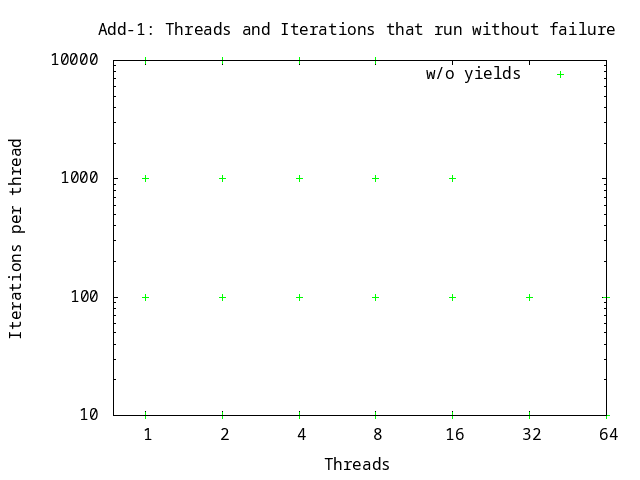 Add-1: Threads and Iterations that run without failure
10000
w/o yields
1000
100
10
Iterations per thread
1 2 4 8 16 32 64
Threads